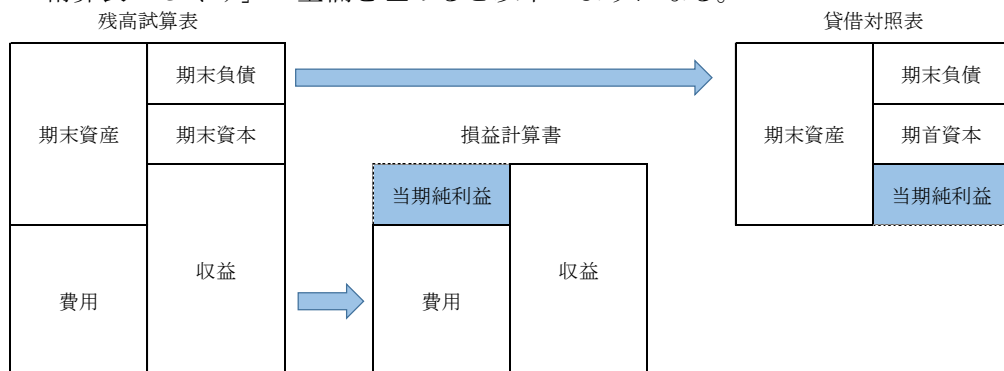 残高試算表
貸借対照表
期末負債
期末負債
期末資産
期末資本
損益計算書
期末資産
期首資本
当期純利益
当期純利益
収益
収益
費用
費用